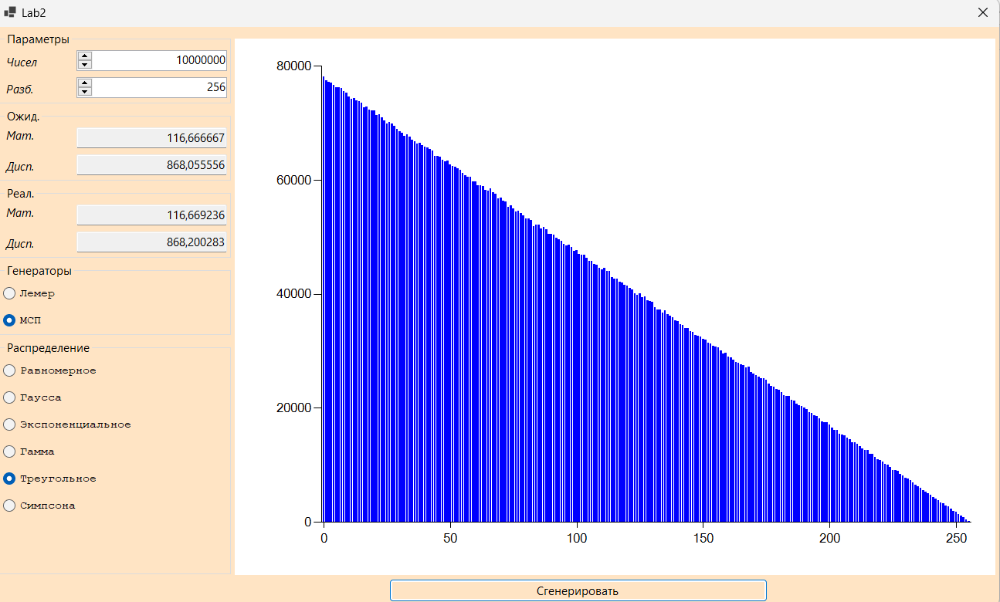 Lab2
Параметры
Чисел 10000000
Разб. 256
Ожид.
Мат. 116,666667
Дисп. 868,055556
Реал.
Мат. 116,669236
Дисп. 868,200283
Генераторы
Лемер
МСП
Распределение
Равномерное
Гаусса
Экспоненциальное
Гамма
Треугольное
Симпсона
80000
60000
40000
20000
0
0 50 100 150 200 250
Сгенерировать